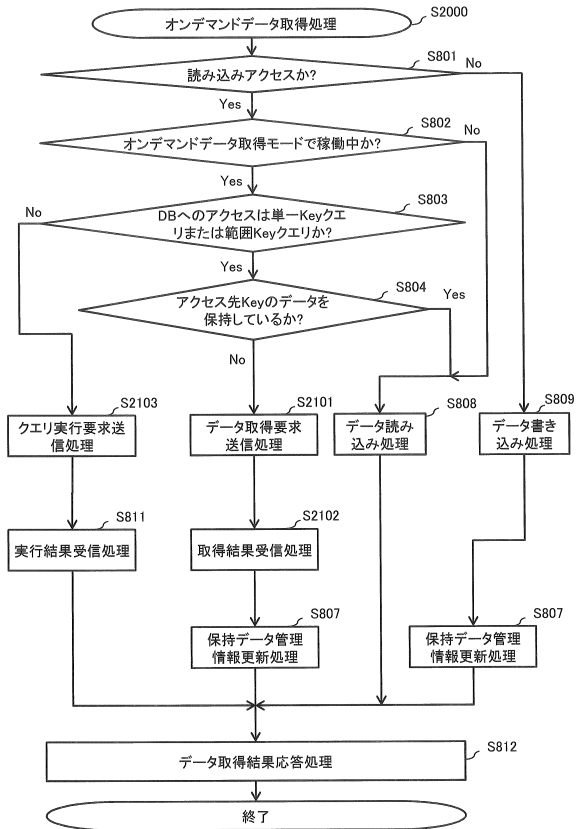 オンデマンドデータ取得処理
S2000
読み込みアクセスか?
S801
No
Yes
オンデマンドデータ取得モードで稼働中か?
S802
No
Yes
DBへのアクセスは単一Keyクエ
リまたは範囲Keyクエリか?
S803
No
Yes
アクセス先Keyのデータを
保持しているか?
S804
Yes
No
クエリ実行要求送
信処理
S2103
データ取得要求
送信処理
S2101
データ読み
込み処理
S808
データ書き
込み処理
S809
実行結果受信処理
S811
取得結果受信処理
S2102
保持データ管理
情報更新処理
S807
保持データ管理
情報更新処理
S807
データ取得結果応答処理
S812
終了